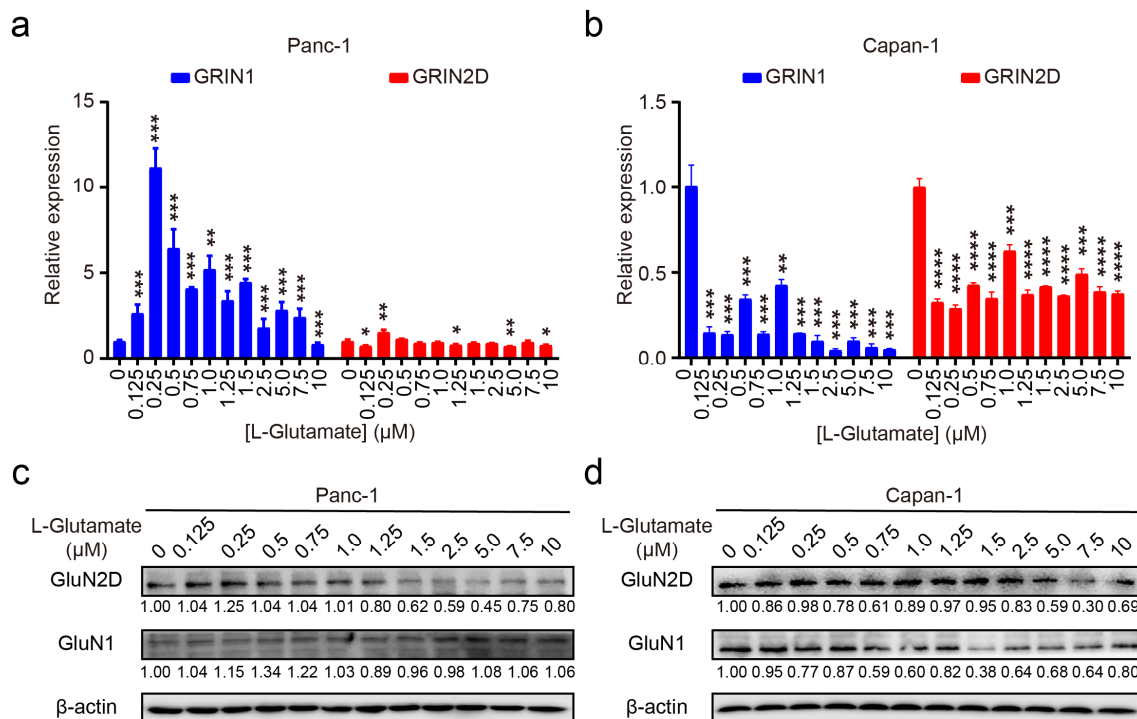 a
Panc-1
GRIN1
GRIN2D
Relative expression
15
10
5
0
*** *** *** *** ** *** *** *** *** *** *** * ** * ** *
0 0.125 0.25 0.5 0.75 1.0 1.25 1.5 2.5 5.0 7.5 10 0 0.125 0.25 0.5 0.75 1.0 1.25 1.5 2.5 5.0 7.5 10
[L-Glutamate] (µM)
b
Capan-1
GRIN1
GRIN2D
Relative expression
1.5
1.0
0.5
0.0
*** *** *** *** ** *** *** *** *** *** *** **** **** **** **** *** **** **** **** *** **** ****
0 0.125 0.25 0.5 0.75 1.0 1.25 1.5 2.5 5.0 7.5 10 0 0.125 0.25 0.5 0.75 1.0 1.25 1.5 2.5 5.0 7.5 10
[L-Glutamate] (µM)
c
Panc-1
L-Glutamate
(µM)
0 0.125 0.25 0.5 0.75 1.0 1.25 1.5 2.5 5.0 7.5 10
GluN2D
1.00 1.04 1.25 1.04 1.04 1.01 0.80 0.62 0.59 0.45 0.75 0.80
GluN1
1.00 1.04 1.15 1.34 1.22 1.03 0.89 0.96 0.98 1.08 1.06 1.06
β-actin
d
Capan-1
L-Glutamate
(µM)
0 0.125 0.25 0.5 0.75 1.0 1.25 1.5 2.5 5.0 7.5 10
GluN2D
1.00 0.86 0.98 0.78 0.61 0.89 0.97 0.95 0.83 0.59 0.30 0.69
GluN1
1.00 0.95 0.77 0.87 0.59 0.60 0.82 0.38 0.64 0.68 0.64 0.80
β-actin